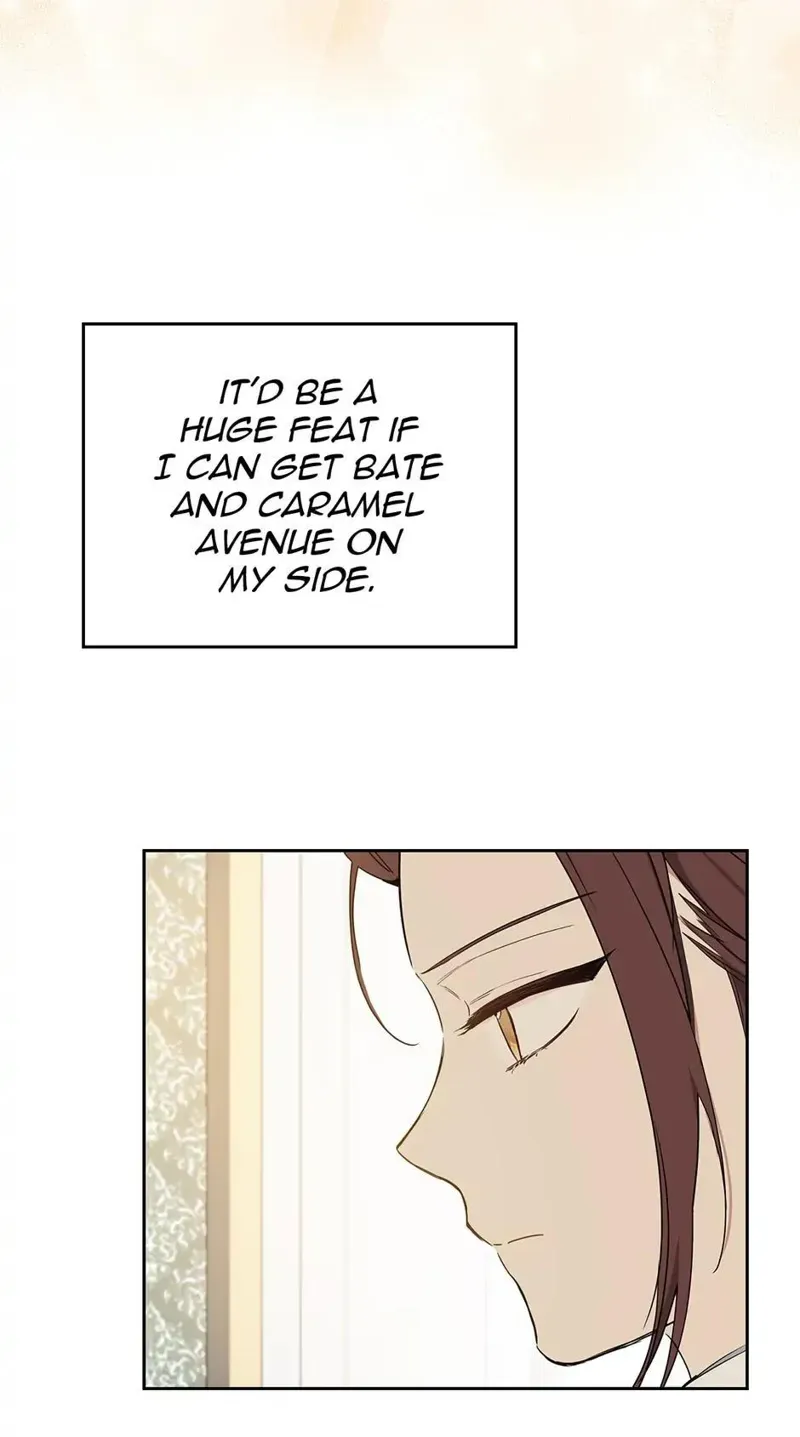 IT'D BE A
HUGE FEAT IF
I CAN GET BATE
AND CARAMEL
AVENUE ON
MY SIDE.